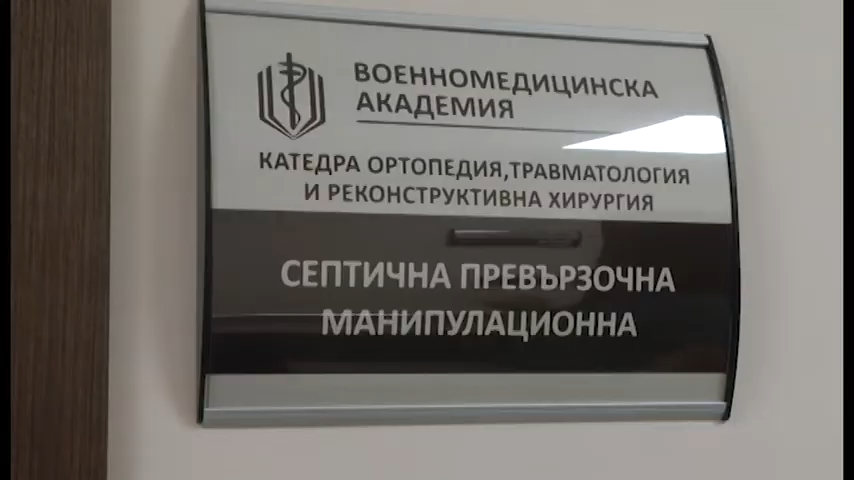 ВОЕННОМЕДИЦИНСКА
АКАДЕМИЯ
КАТЕДРА ОРТОПЕДИЯ,ТРАВМАТОЛОГИЯ
И РЕКОНСТРУКТИВНА ХИРУРГИЯ
СЕПТИЧНА ПРЕВЪРЗОЧНА
МАНИПУЛАЦИОННА